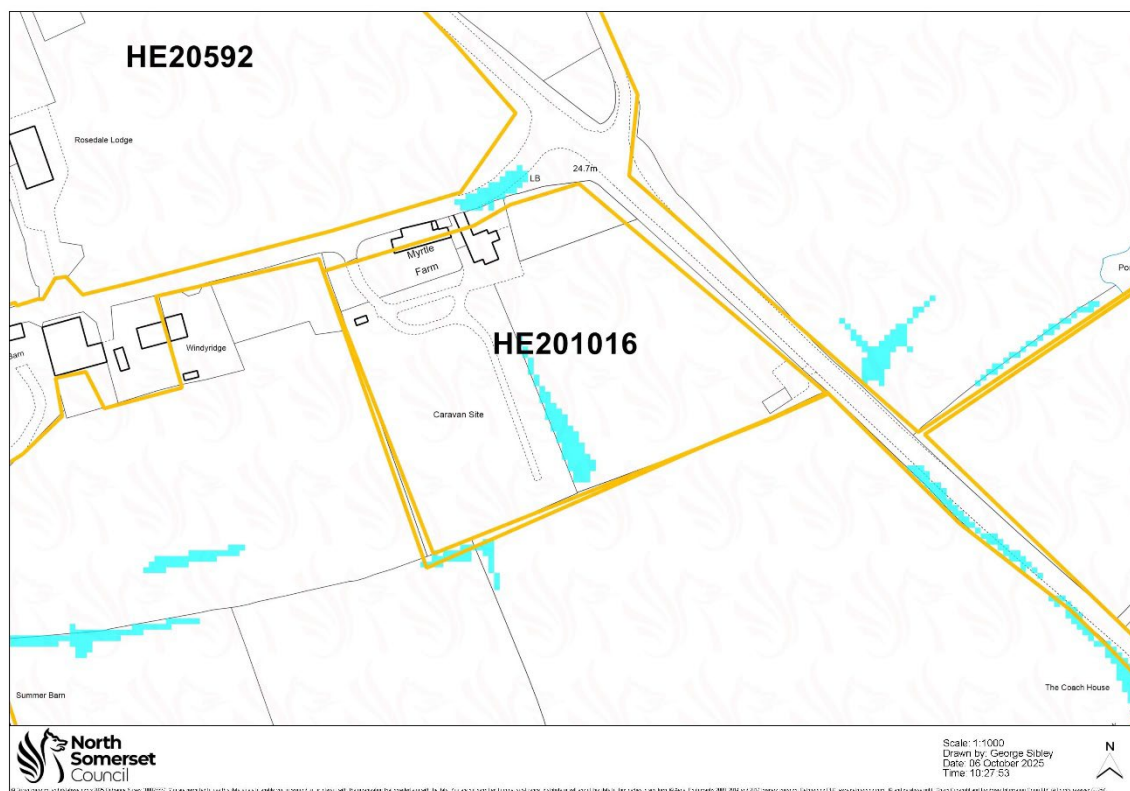 HE20592
Rosedale Lodge
LB
24.7m
Myrtle
Farm
HE201016
Windyridge
Caravan Site
Summer Barn
The Coach House
North
Somerset
Council
Scale: 1:1000
Drawn by: George Sibley
Date: 06 October 2025
Time: 10:27:53
N